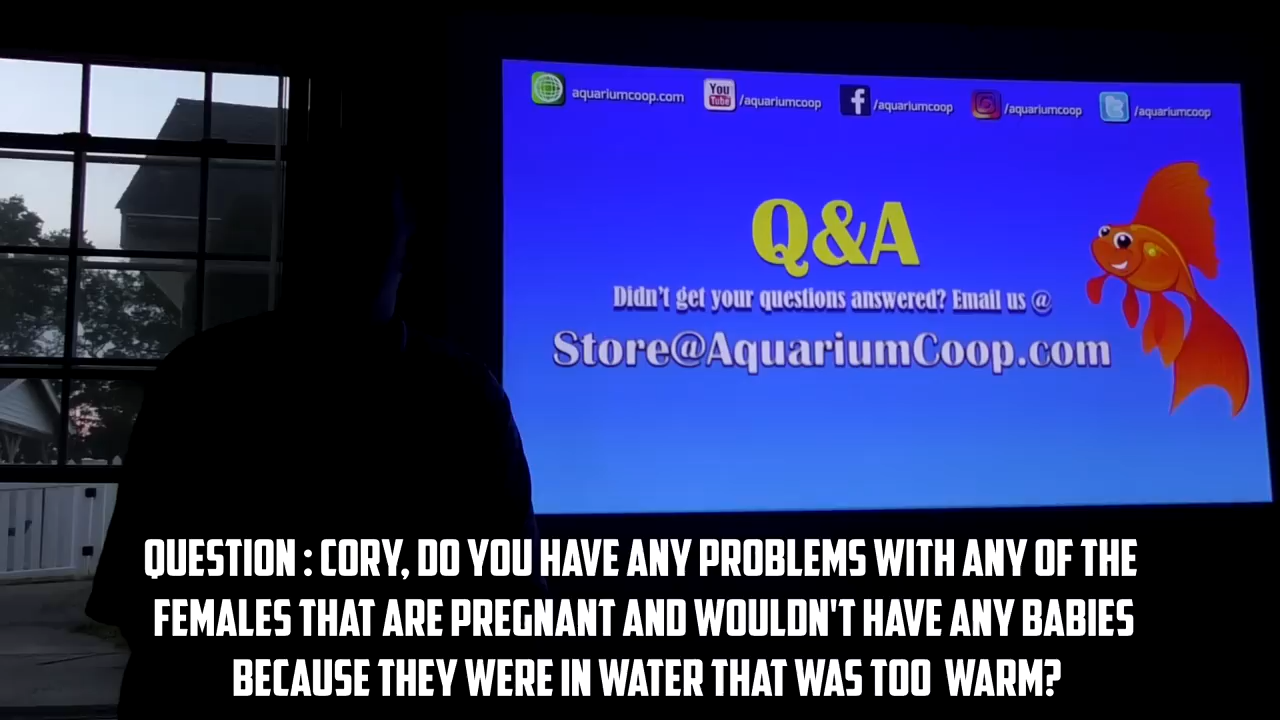 aquariumcoop.com
You Tube /aquariumcoop
f /aquariumcoop
/aquariumcoop
/aquariumcoop
Q&A
Didn't get your questions answered? Email us @
Store@AquariumCoop.com
QUESTION : CORY, DO YOU HAVE ANY PROBLEMS WITH ANY OF THE
FEMALES THAT ARE PREGNANT AND WOULDN'T HAVE ANY BABIES
BECAUSE THEY WERE IN WATER THAT WAS TOO WARM?